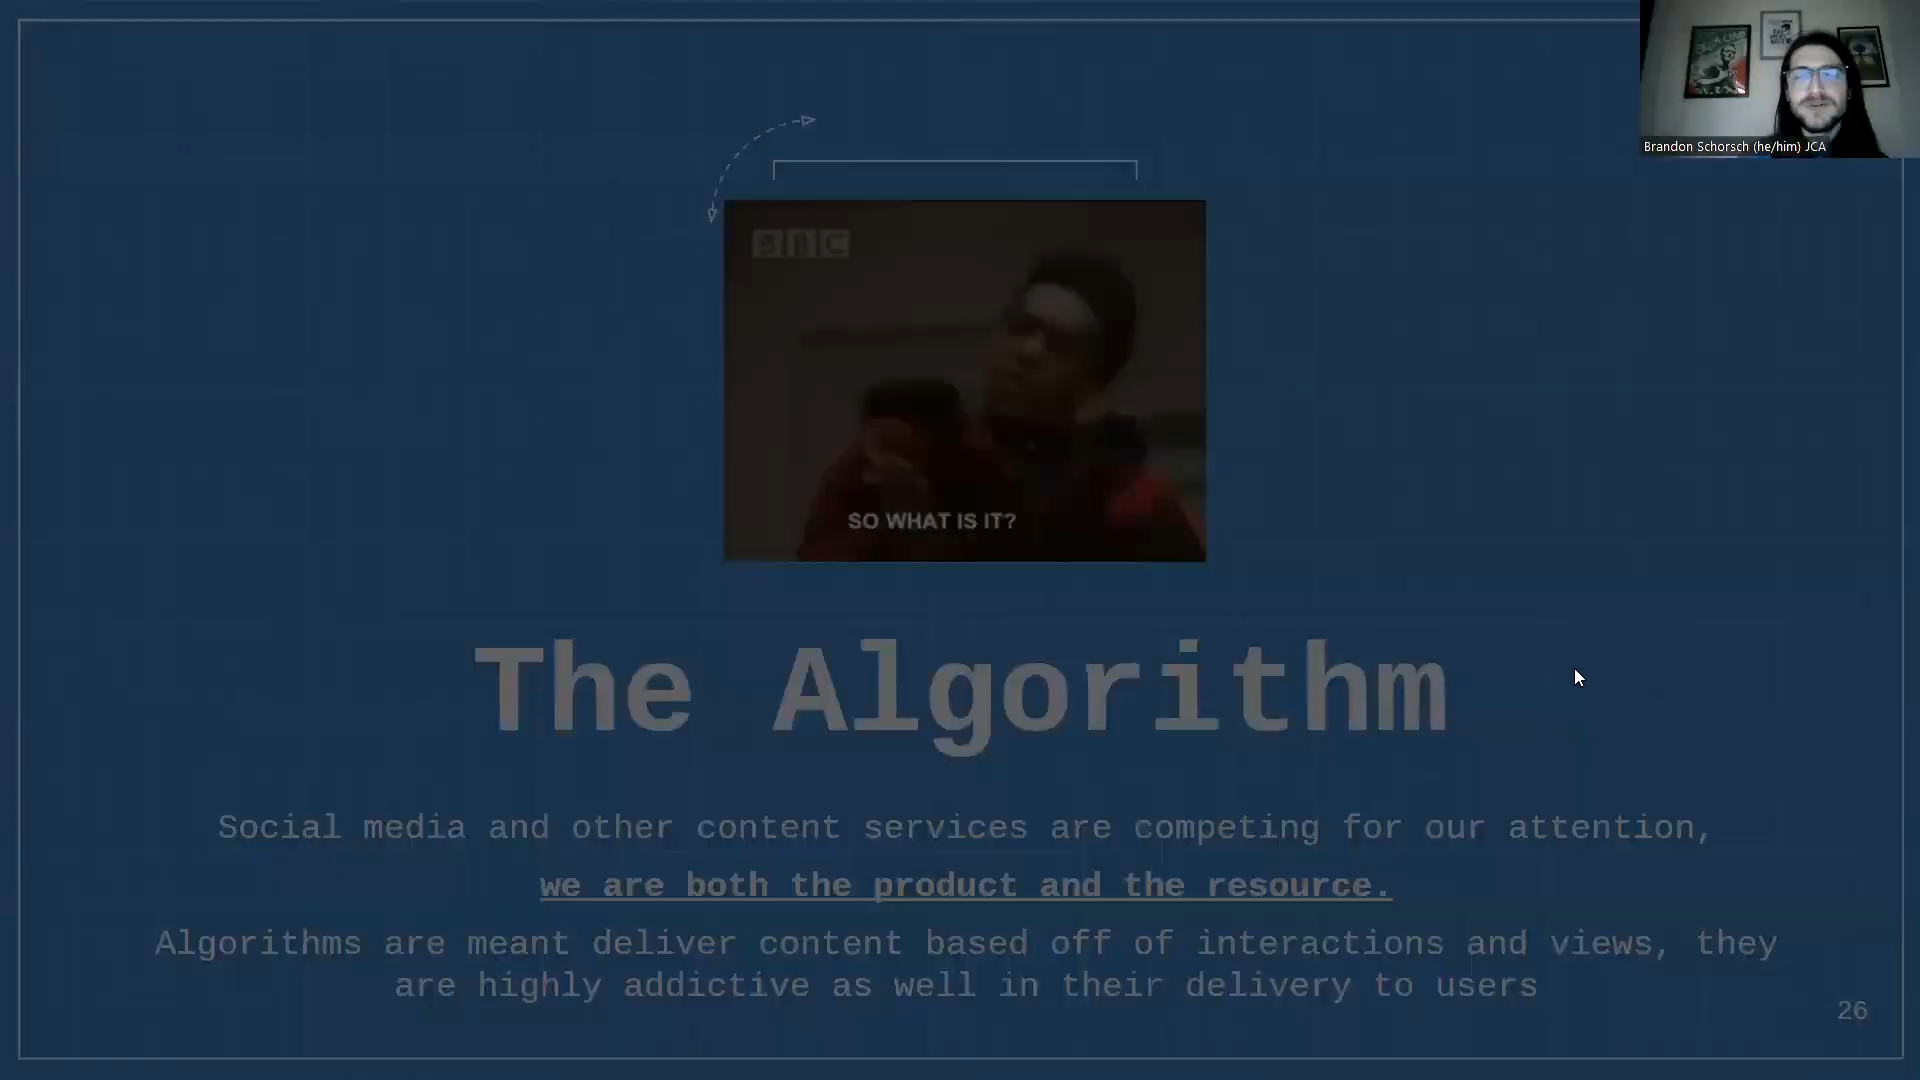 Brandon Schorsch (he/him) JCA
BBC
SO WHAT IS IT?
The Algorithm
Social media and other content services are competing for our attention,
we are both the product and the resource.
Algorithms are meant deliver content based off of interactions and views, they
are highly addictive as well in their delivery to users
26